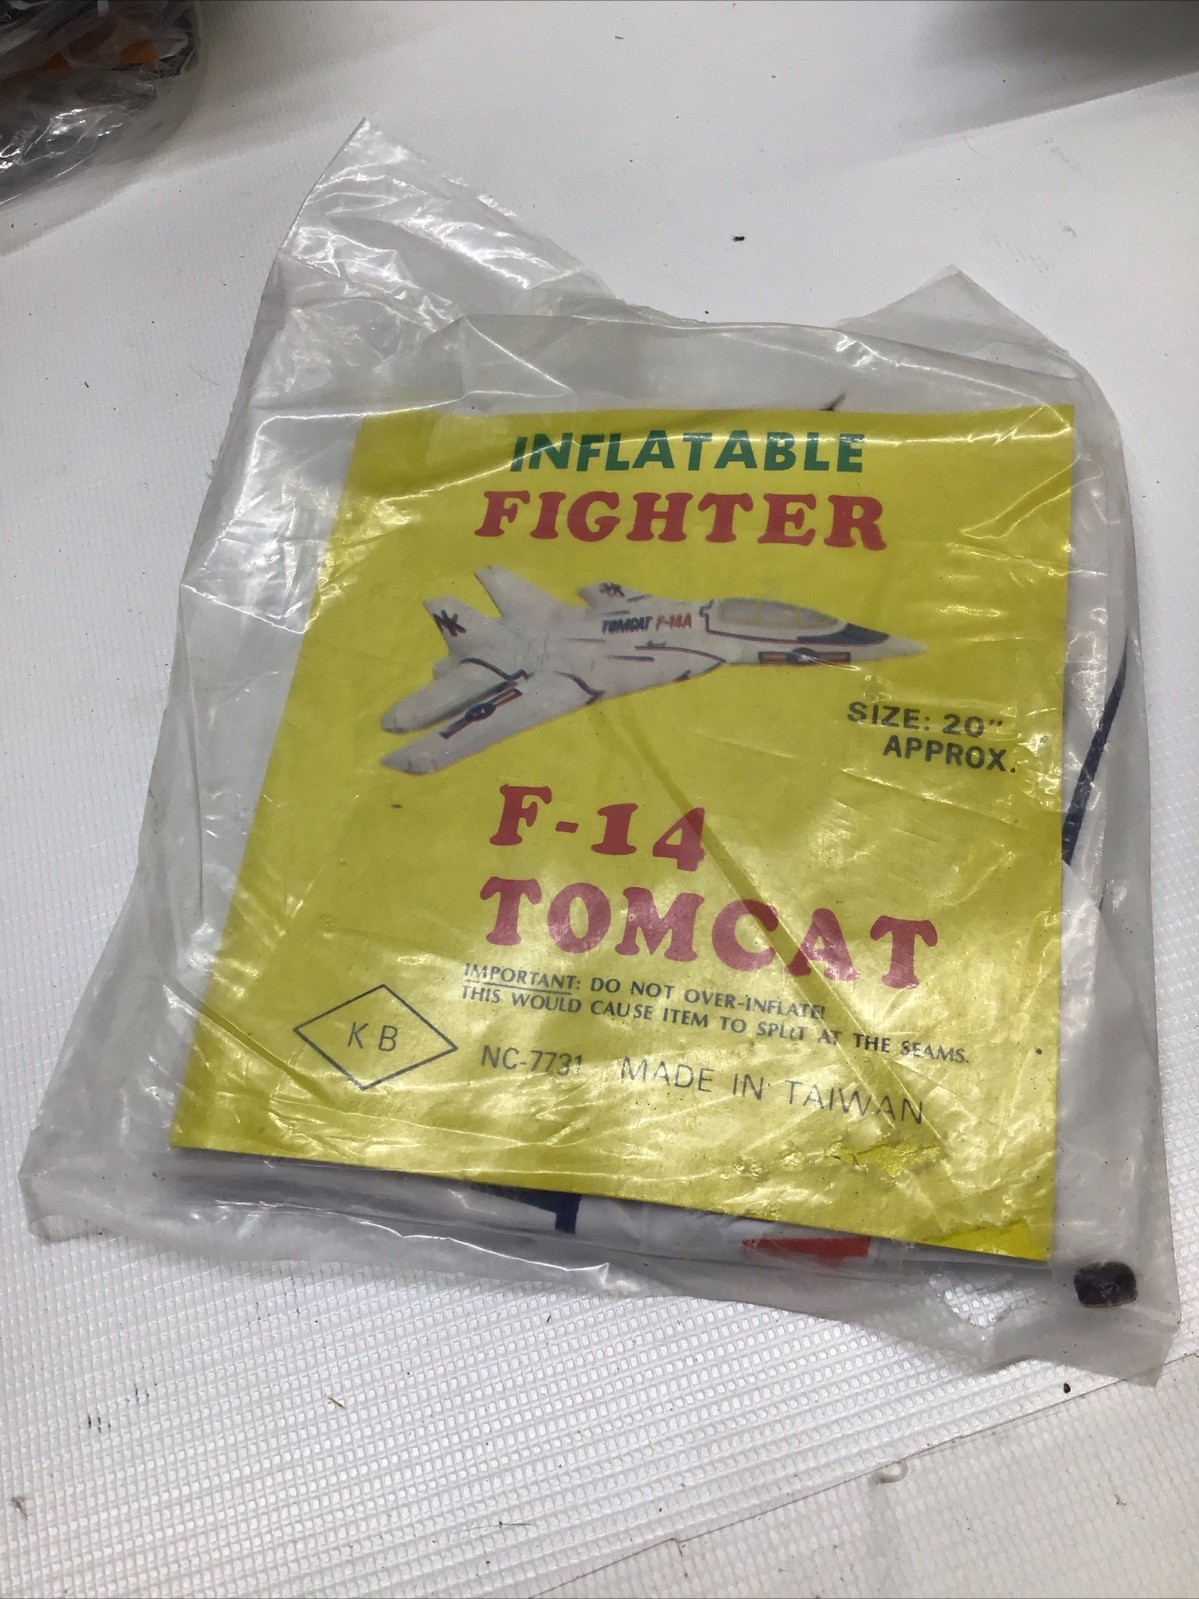 INFLATABLE
FIGHTER
NK
TOMCAT F-14A
SIZE: 20"
APPROX.
F-14
TOMCAT
IMPORTANT: DO NOT OVER-INFLATE!
THIS WOULD CAUSE ITEM TO SPLIT AT THE SEAMS.
KB
NC-7731 MADE IN TAIWAN